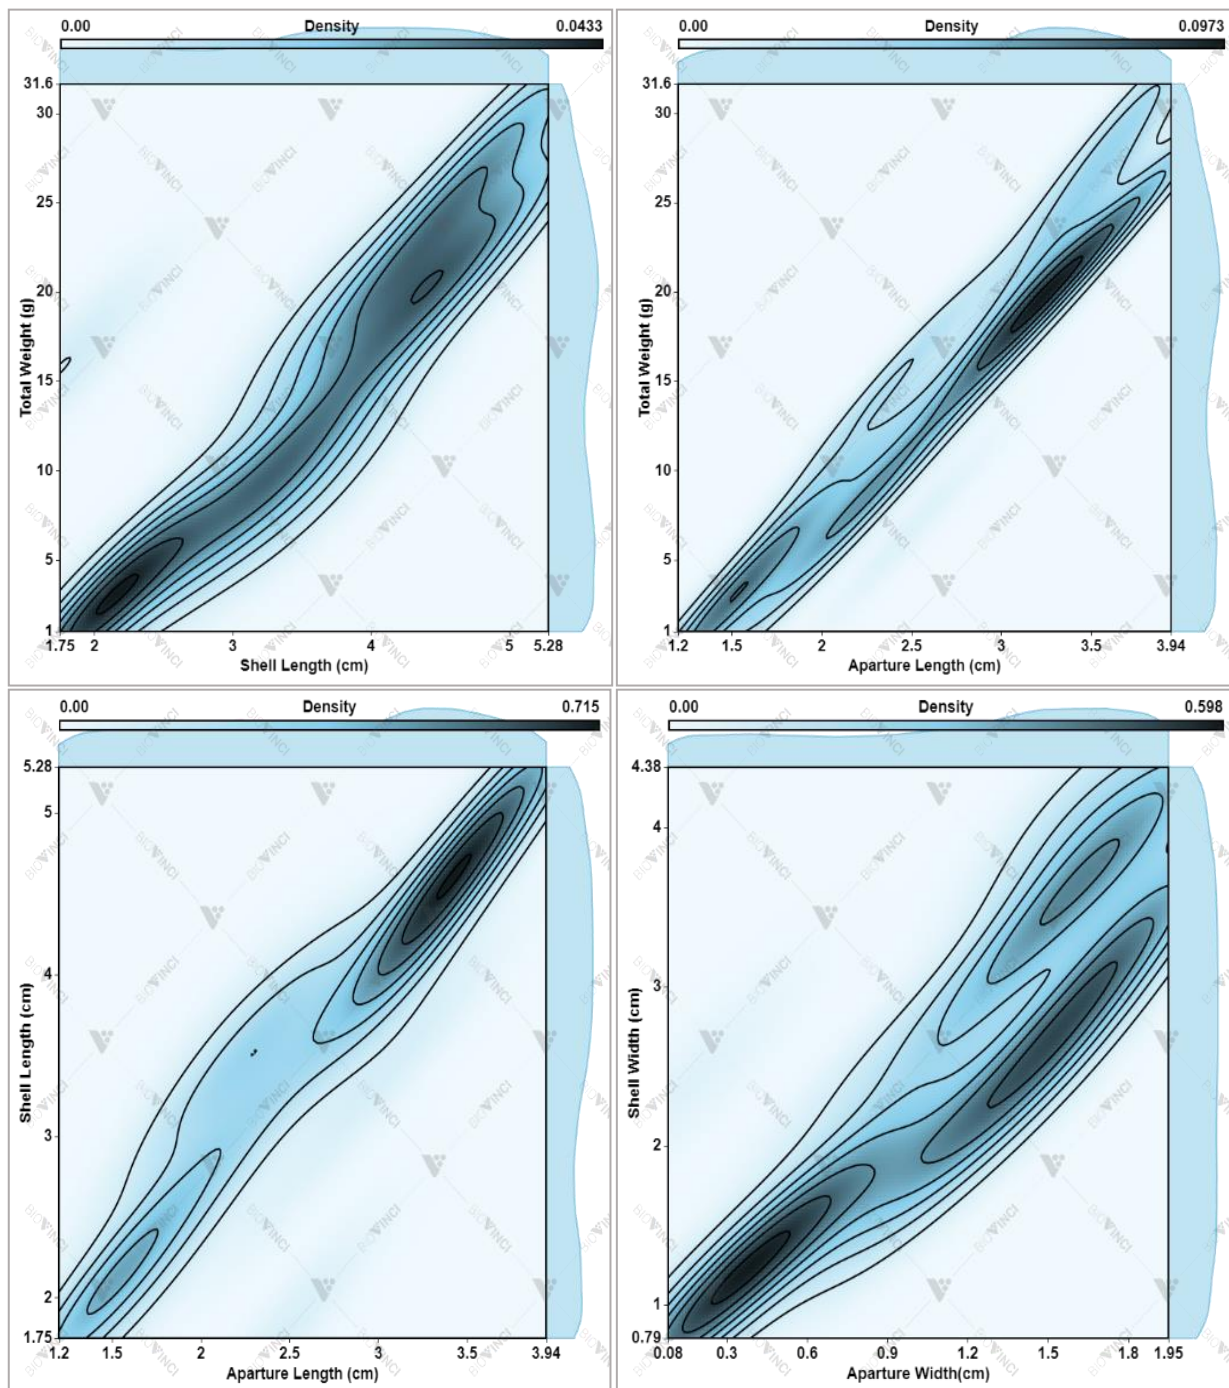 0.00 Density 0.0433
31.6
30
25
20
15
10
5
1
Total Weight (g)
1.75 2 3 4 5 5.28
Shell Length (cm)
0.00 Density 0.0973
31.6
30
25
20
15
10
5
1
Total Weight (g)
1.2 1.5 2 2.5 3 3.5 3.94
Aparture Length (cm)
0.00 Density 0.715
5.28
5
4
3
2
1.75
Shell Length (cm)
1.2 1.5 2 2.5 3 3.5 3.94
Aparture Length (cm)
0.00 Density 0.598
4.38
4
3
2
1
0.79
Shell Width (cm)
0.08 0.3 0.6 0.9 1.2 1.5 1.8 1.95
Aparture Width(cm)
BIOVINCI